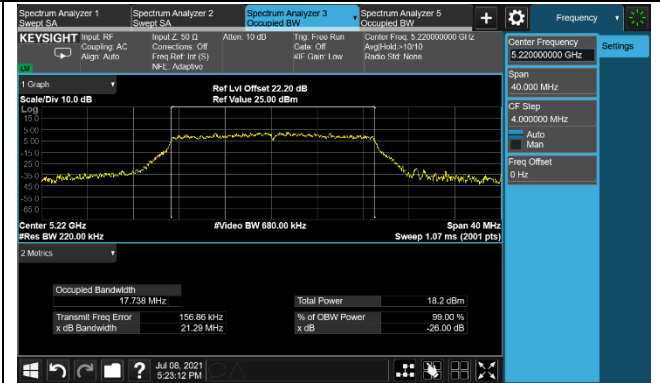 Spectrum Analyzer 1
Swept SA
Spectrum Analyzer 2
Swept SA
Spectrum Analyzer 3
Occupied BW
Spectrum Analyzer 5
Occupied BW
+
Frequency
KEYSIGHT
Input: RF
Coupling: AC
Align: Auto
Input Z: 50 Ω
Corrections: Off
Freq Ref: Int (S)
NFE: Adaptive
Atten: 10 dB
Trig: Free Run
Gate: Off
#IF Gain: Low
Center Freq: 5.220000000 GHz
Avg|Hold:>10/10
Radio Std: None
LXI
Center Frequency
5.220000000 GHz
Settings
Span
40.000 MHz
CF Step
4.000000 MHz
Auto
Man
Freq Offset
0 Hz
1 Graph
Scale/Div 10.0 dB
Ref Lvl Offset 22.20 dB
Ref Value 25.00 dBm
Log
15.0
5.00
-5.00
-15.0
-25.0
-35.0
-45.0
-55.0
-65.0
Center 5.22 GHz
#Video BW 680.00 kHz
Span 40 MHz
#Res BW 220.00 kHz
Sweep 1.07 ms (2001 pts)
2 Metrics
Occupied Bandwidth
17.738 MHz
Total Power 18.2 dBm
Transmit Freq Error 156.86 kHz
% of OBW Power 99.00 %
x dB Bandwidth 21.29 MHz
x dB -26.00 dB
?
Jul 08, 2021
5:23:12 PM